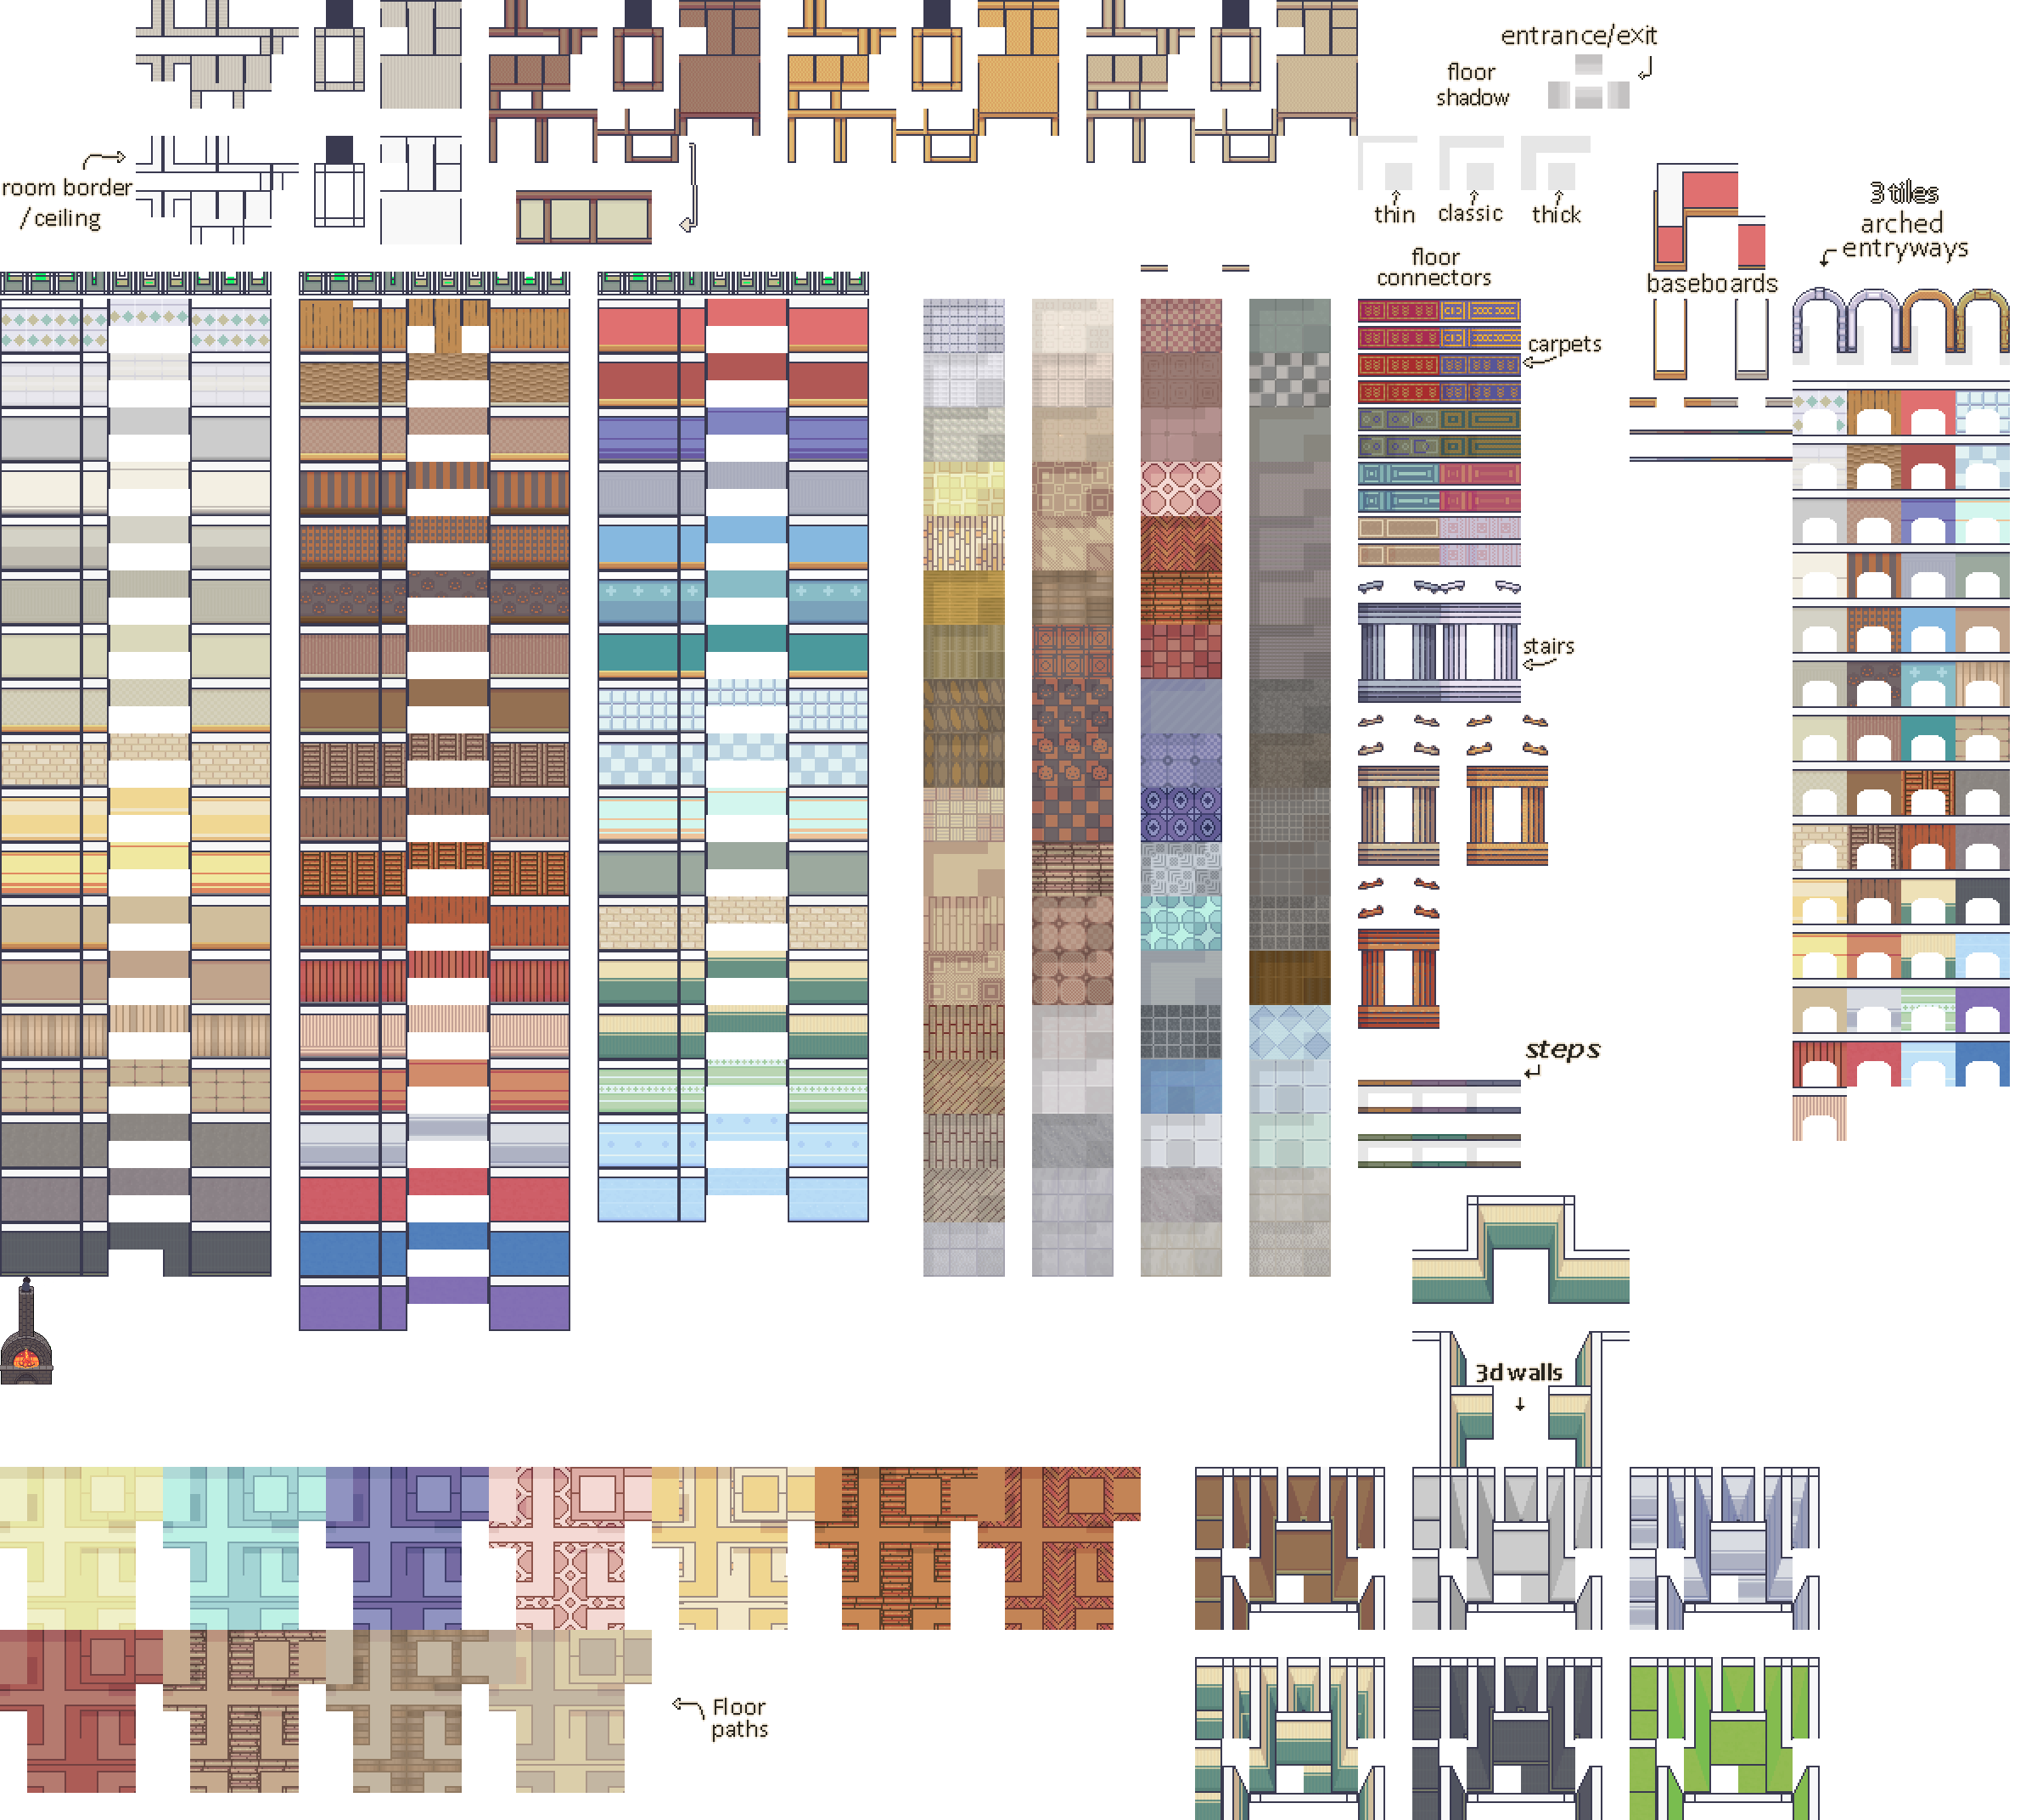 entrance/exit
floor
shadow
room border
/ceiling
thin
classic
thick
3 tiles
arched
entryways
floor
connectors
baseboards
carpets
stairs
steps
3d walls
Floor
paths